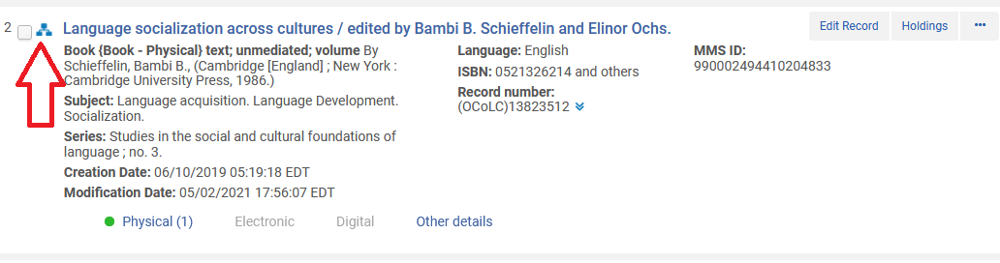 2
Language socialization across cultures / edited by Bambi B. Schieffelin and Elinor Ochs.
Edit Record
Holdings
•••
Book {Book - Physical} text; unmediated; volume By
Schieffelin, Bambi B., (Cambridge [England] ; New York :
Cambridge University Press, 1986.)
Subject: Language acquisition. Language Development.
Socialization.
Series: Studies in the social and cultural foundations of
language ; no. 3.
Creation Date: 06/10/2019 05:19:18 EDT
Modification Date: 05/02/2021 17:56:07 EDT
Language: English
ISBN: 0521326214 and others
Record number:
(OCoLC)13823512
MMS ID:
990002494410204833
Physical (1)
Electronic
Digital
Other details